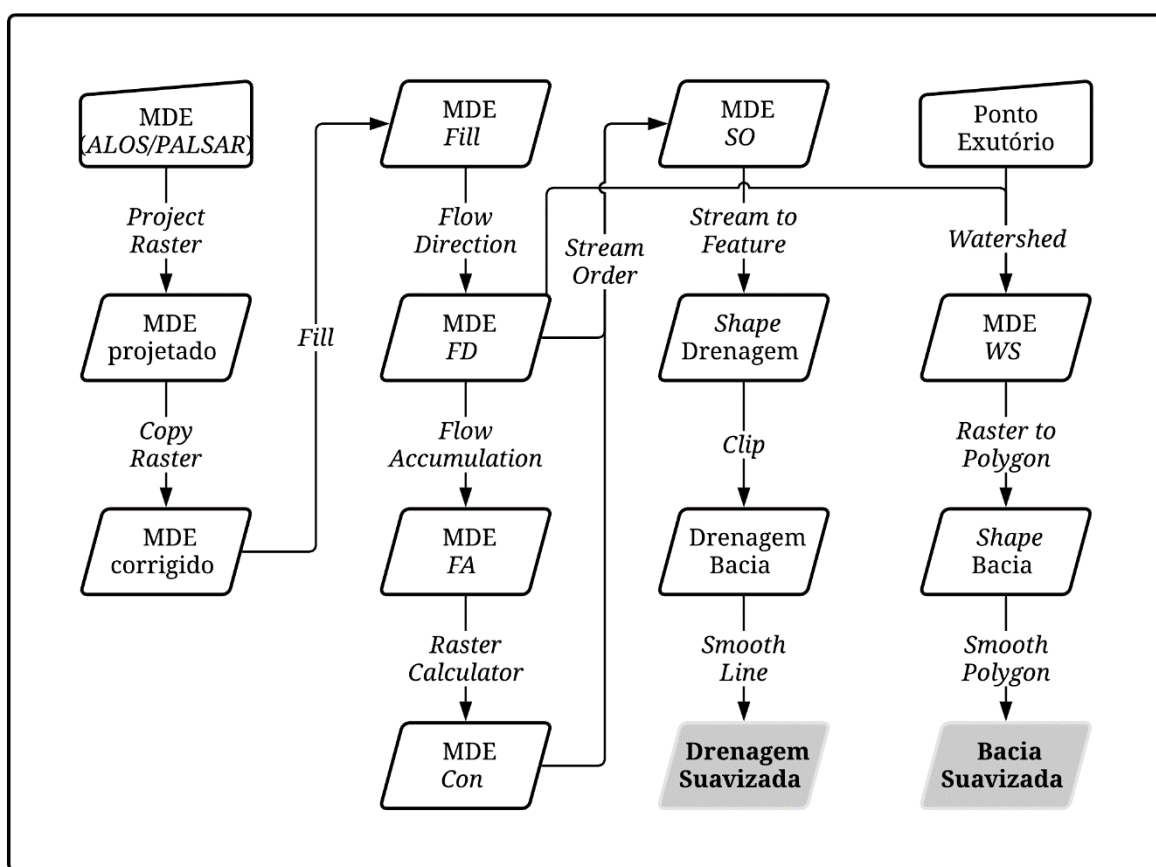 MDE
(ALOS/PALSAR)
Project
Raster
MDE
projetado
Copy
Raster
MDE
corrigido
Fill
MDE
Fill
Flow
Direction
MDE
FD
Flow
Accumulation
MDE
FA
Raster
Calculator
MDE
Con
Stream
Order
MDE
SO
Stream to
Feature
Shape
Drenagem
Clip
Drenagem
Bacia
Smooth
Line
Drenagem
Suavizada
Ponto
Exutório
Watershed
MDE
WS
Raster to
Polygon
Shape
Bacia
Smooth
Polygon
Bacia
Suavizada